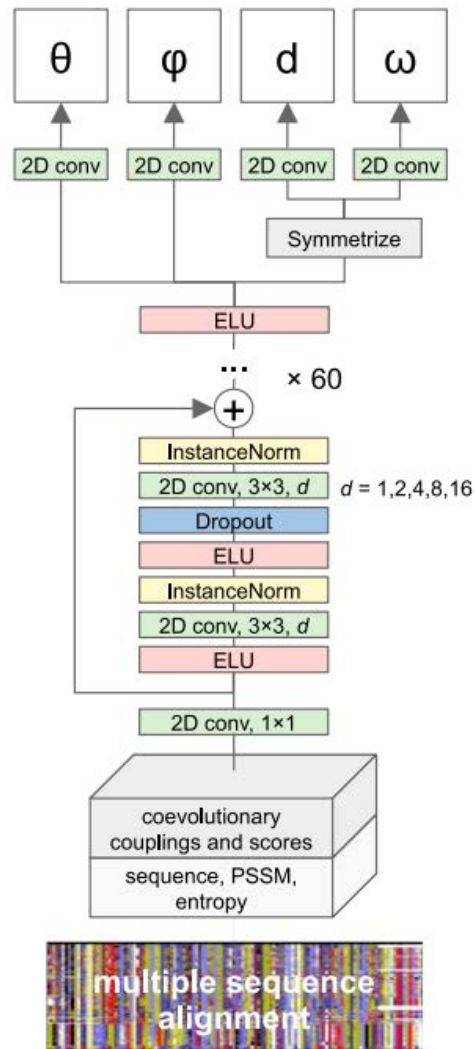 θ φ d ω
2D conv 2D conv 2D conv 2D conv
Symmetrize
ELU
...
× 60
+
InstanceNorm
2D conv, 3×3, d d = 1,2,4,8,16
Dropout
ELU
InstanceNorm
2D conv, 3×3, d
ELU
2D conv, 1×1
coevolutionary
couplings and scores
sequence, PSSM,
entropy
multiple sequence
alignment